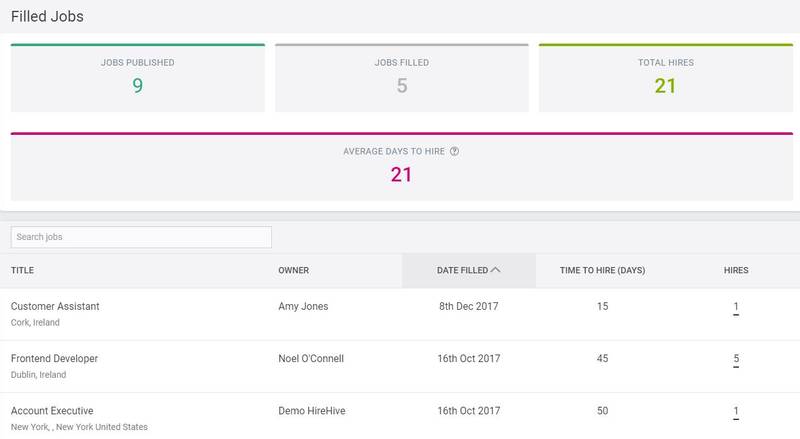 Filled Jobs
JOBS PUBLISHED JOBS FILLED TOTAL HIRES
9 5 21
AVERAGE DAYS TO HIRE ?
21
Search jobs
TITLE OWNER DATE FILLED TIME TO HIRE (DAYS) HIRES
Customer Assistant Amy Jones 8th Dec 2017 15 1
Cork, Ireland
Frontend Developer Noel O'Connell 16th Oct 2017 45 5
Dublin, Ireland
Account Executive Demo HireHive 16th Oct 2017 50 1
New York, , New York United States